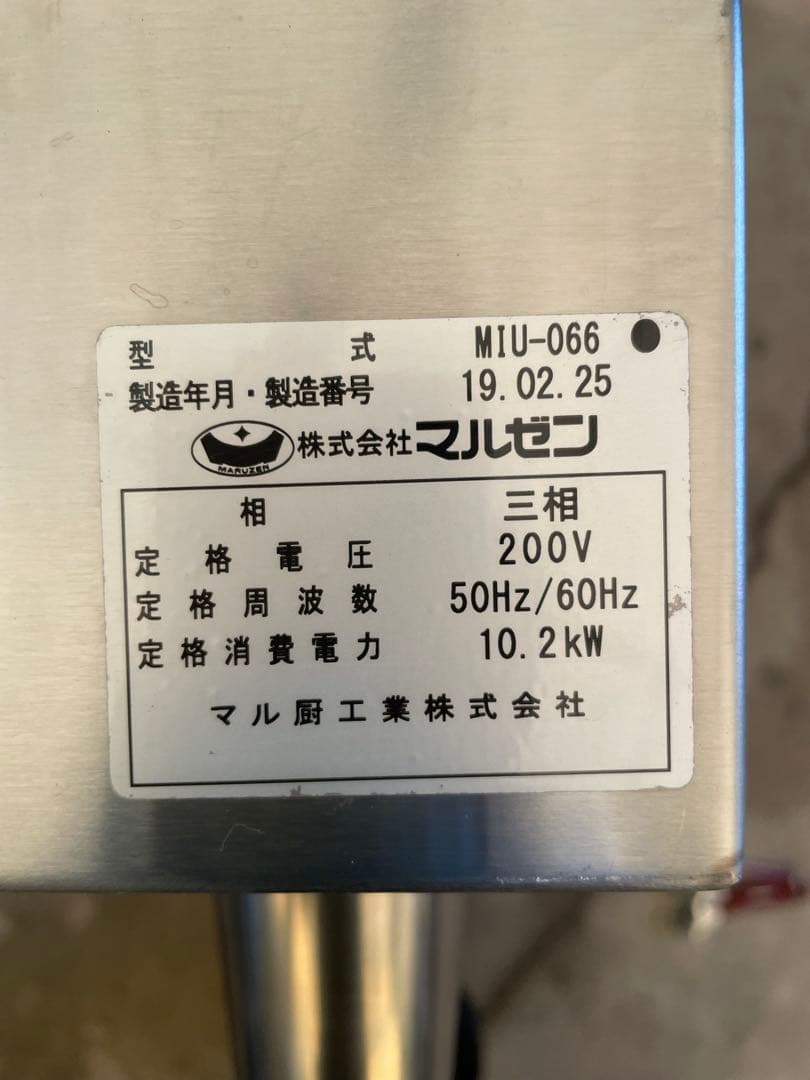 型式 MIU-066
製造年月・製造番号 19.02.25
MARUZEN 株式会社マルゼン
相 三相
定格電圧 200V
定格周波数 50Hz/60Hz
定格消費電力 10.2kW
マル厨工業株式会社